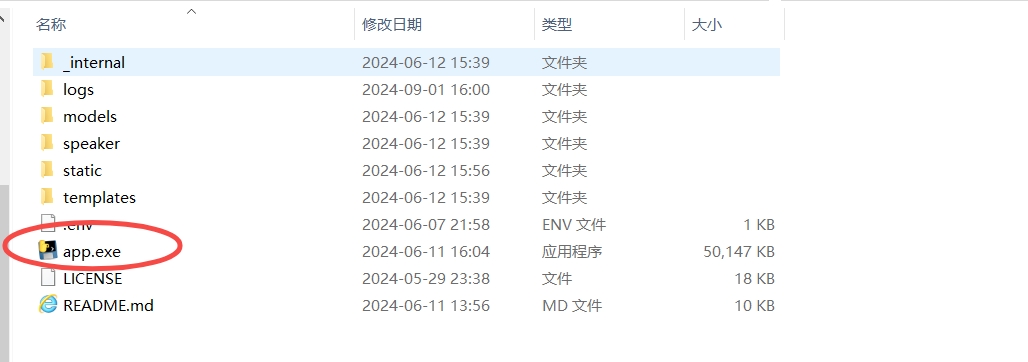 名称 修改日期 类型 大小
_internal 2024-06-12 15:39 文件夹
logs 2024-09-01 16:00 文件夹
models 2024-06-12 15:39 文件夹
speaker 2024-06-12 15:39 文件夹
static 2024-06-12 15:56 文件夹
templates 2024-06-12 15:39 文件夹
.env 2024-06-07 21:58 ENV 文件 1 KB
app.exe 2024-06-11 16:04 应用程序 50,147 KB
LICENSE 2024-05-29 23:38 文件 18 KB
README.md 2024-06-11 13:56 MD 文件 10 KB